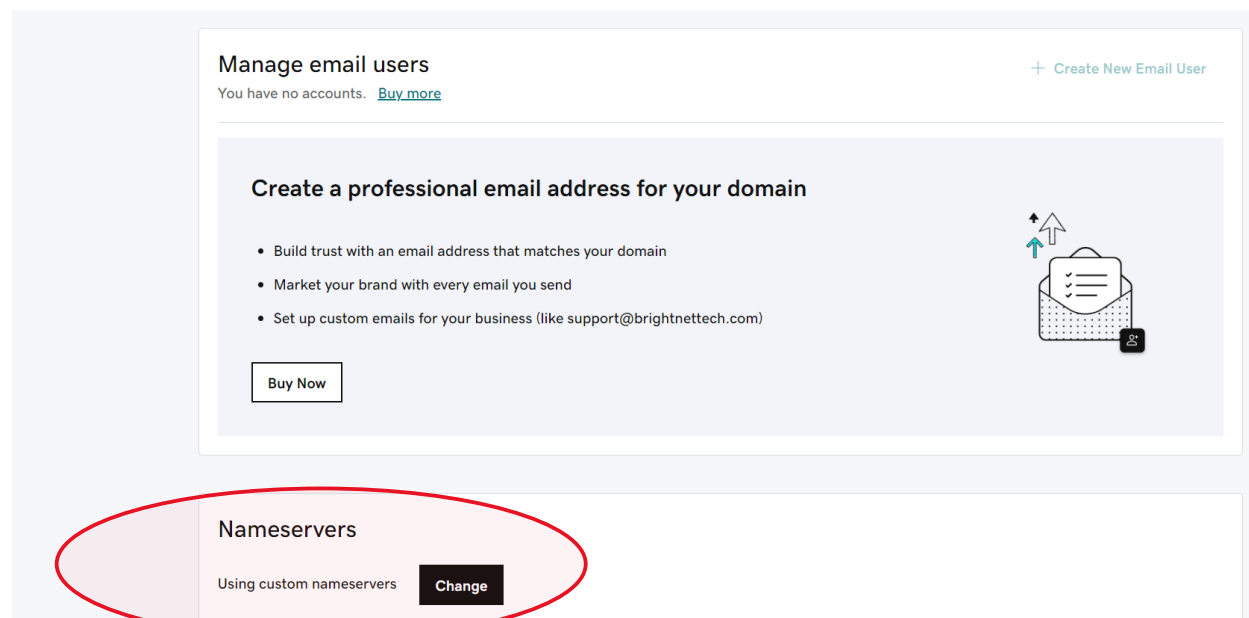 Manage email users
+ Create New Email User
You have no accounts. Buy more
Create a professional email address for your domain
• Build trust with an email address that matches your domain
• Market your brand with every email you send
• Set up custom emails for your business (like support@brightnettech.com)
Buy Now
Nameservers
Using custom nameservers
Change